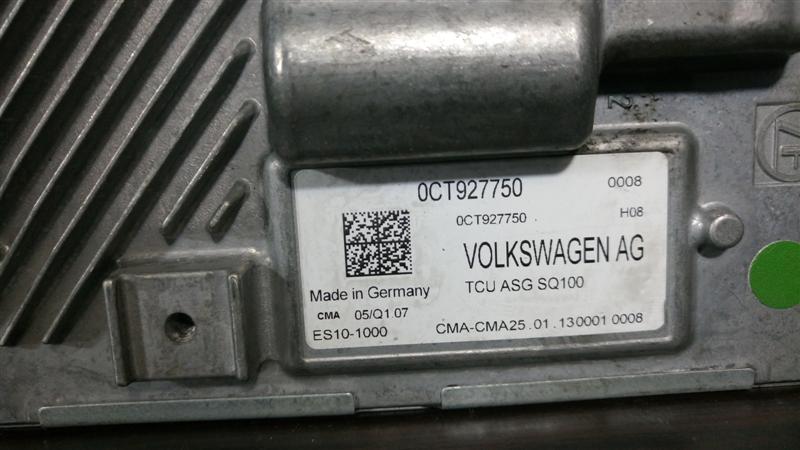 0CT927750 0008
0CT927750 H08
VOLKSWAGEN AG
TCU ASG SQ100
Made in Germany
CMA 05/Q1.07
ES10-1000 CMA-CMA25.01.130001 0008